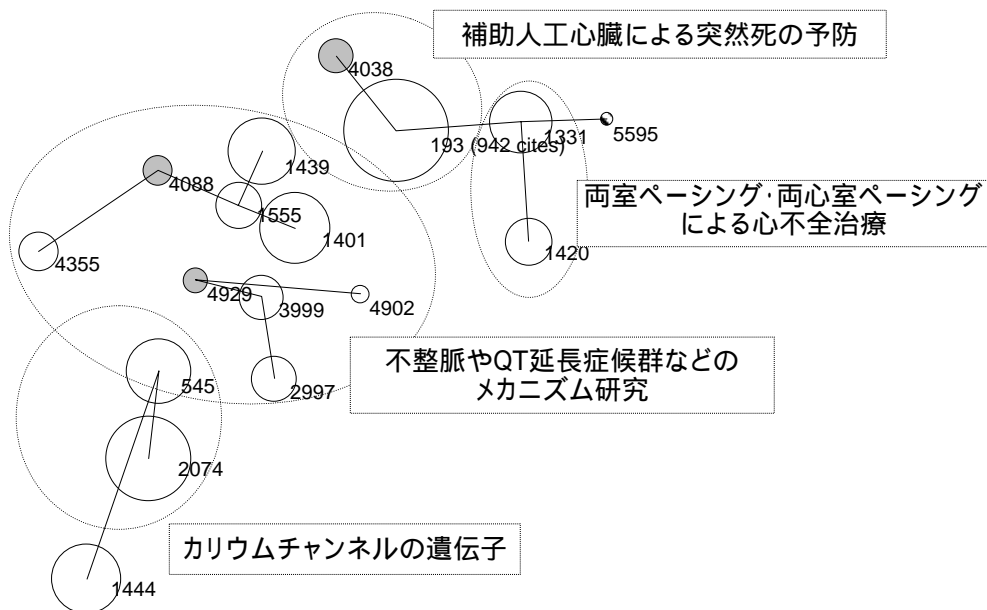 補助人工心臓による突然死の予防
4038
193 (942 cites)
1331
5595
1439
4088
1555
1401
両室ペーシング・両心室ペーシング
による心不全治療
1420
4355
4929
3999
4902
不整脈やQT延長症候群などの
メカニズム研究
545
2997
2074
カリウムチャンネルの遺伝子
1444